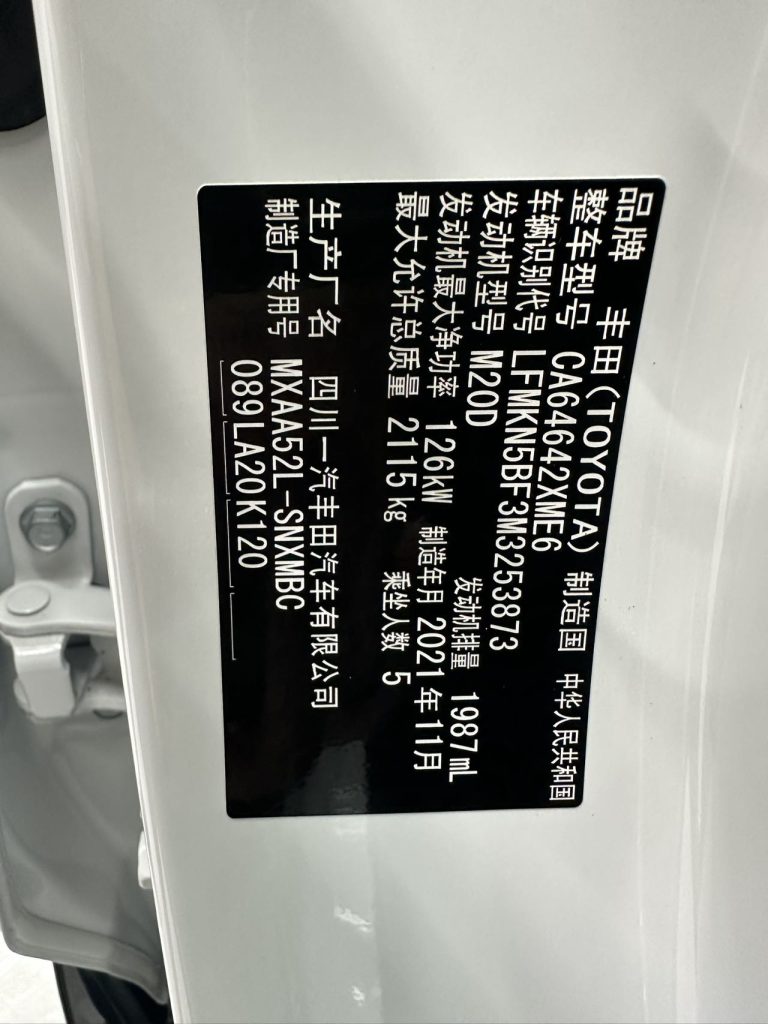 品牌 丰田(TOYOTA) 制造国 中华人民共和国
整车型号 CA64642XME6
车辆识别代号 LFMKN5BF3M3253873
发动机型号 M20D 发动机排量 1987mL
发动机最大净功率 126kW 制造年月 2021年11月
最大允许总质量 2115kg 乘坐人数 5
生产厂名 四川一汽丰田汽车有限公司
制造厂专用号 MXAA52L-SNXMBC
089LA20K120